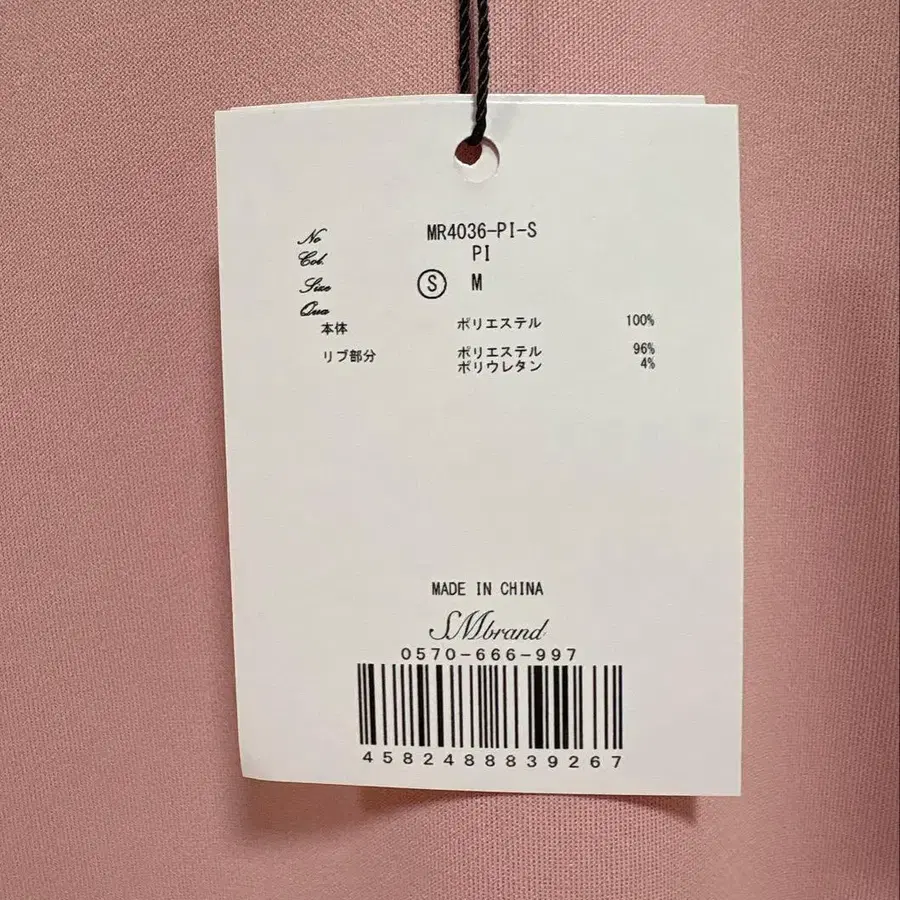 No MR4036-PI-S
Col. PI
Size S M
Qua
本体 ポリエステル 100%
リブ部分 ポリエステル 96%
ポリウレタン 4%
MADE IN CHINA
SMbrand
0570-666-997
4582488839267